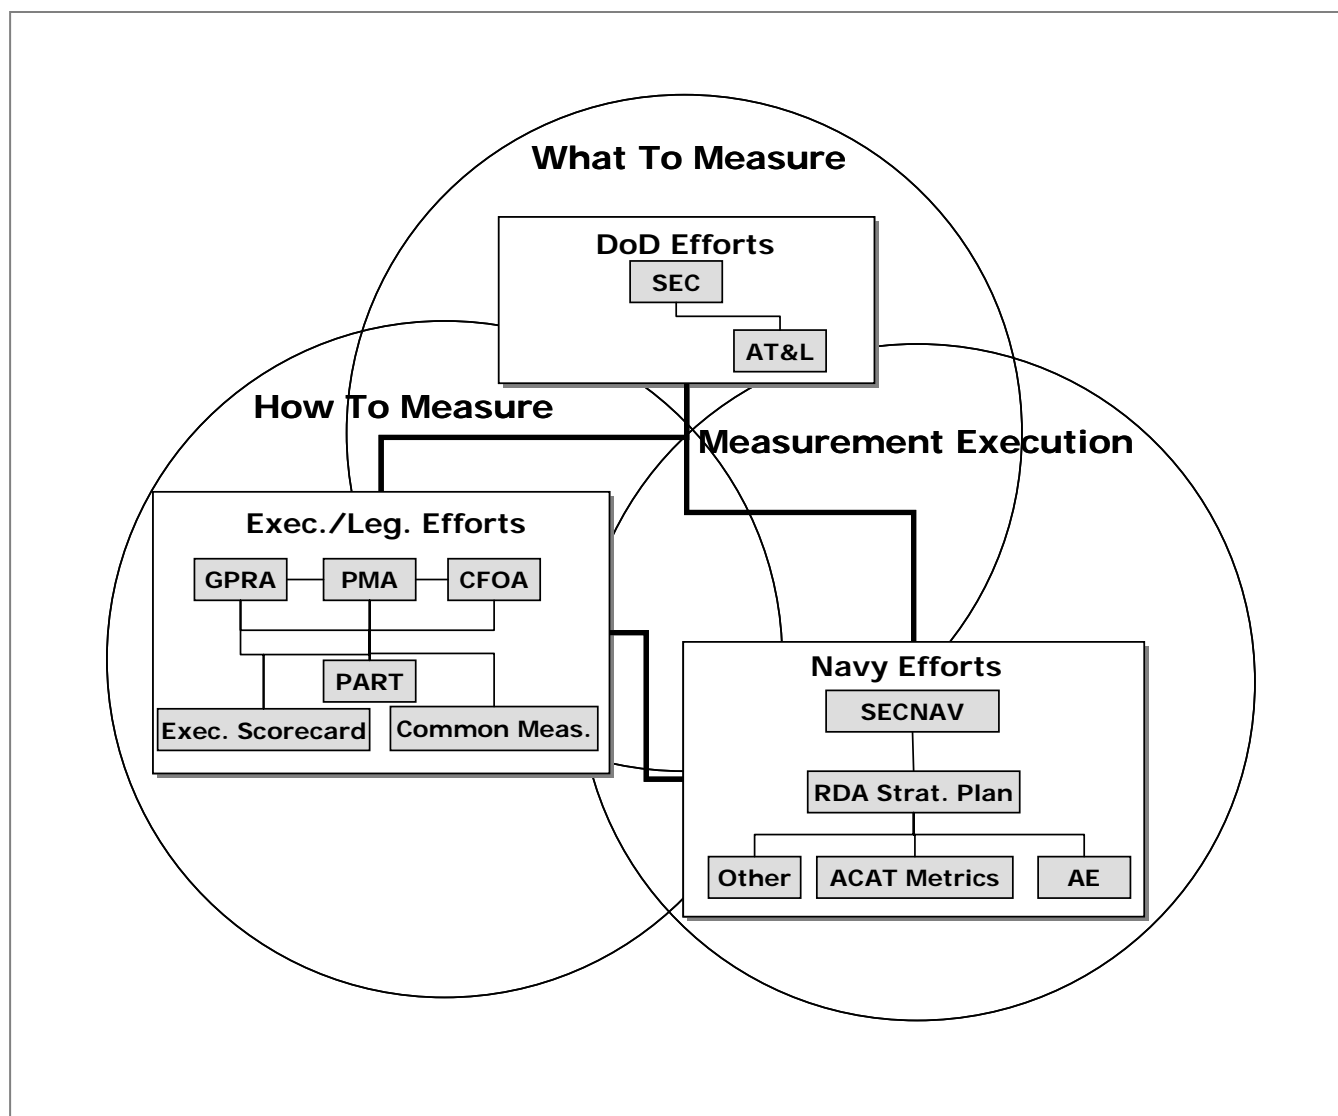 What To Measure
DoD Efforts
SEC
AT&L
How To Measure
Measurement Execution
Exec./Leg. Efforts
GPRA
PMA
CFOA
PART
Exec. Scorecard
Common Meas.
Navy Efforts
SECNAV
RDA Strat. Plan
Other
ACAT Metrics
AE